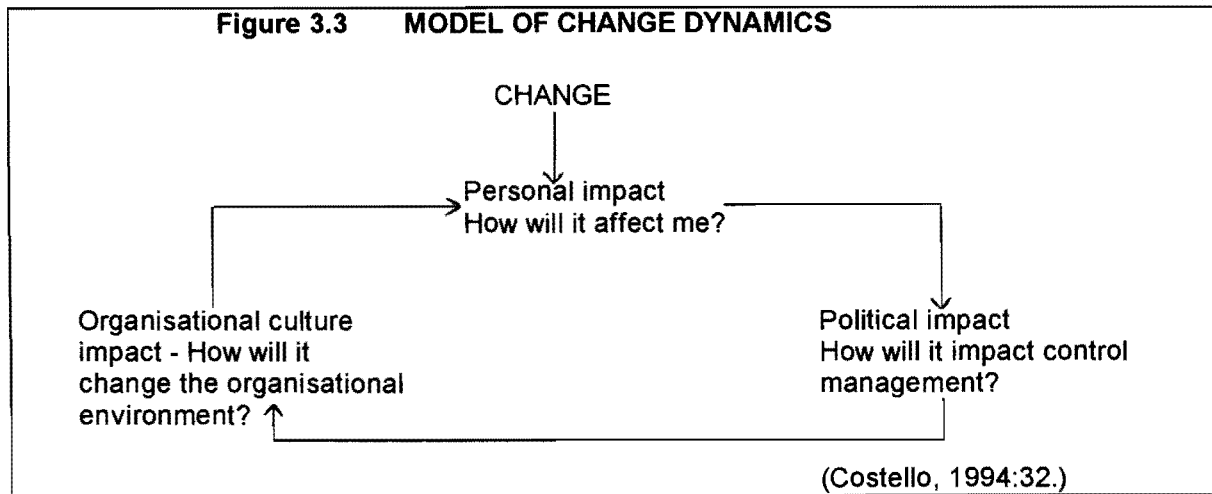 Figure 3.3 MODEL OF CHANGE DYNAMICS
CHANGE
Personal impact
How will it affect me?
Organisational culture
impact - How will it
change the organisational
environment?
Political impact
How will it impact control
management?
(Costello, 1994:32.)